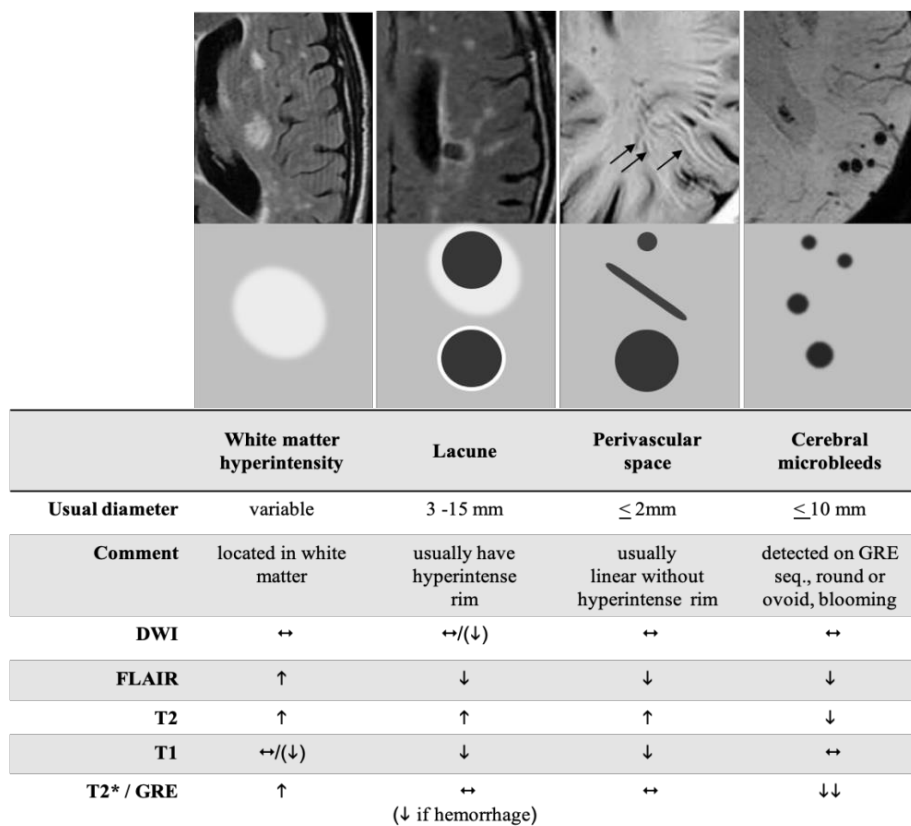 White matter hyperintensity Lacune Perivascular space Cerebral microbleeds
Usual diameter variable 3 -15 mm ≤ 2mm ≤ 10 mm
Comment located in white matter usually have hyperintense rim usually linear without hyperintense rim detected on GRE seq., round or ovoid, blooming
DWI ↔ ↔/(↓) ↔ ↔
FLAIR ↑ ↓ ↓ ↓
T2 ↑ ↑ ↑ ↓
T1 ↔/(↓) ↓ ↓ ↔
T2* / GRE ↑ ↔ (↓ if hemorrhage) ↔ ↓↓